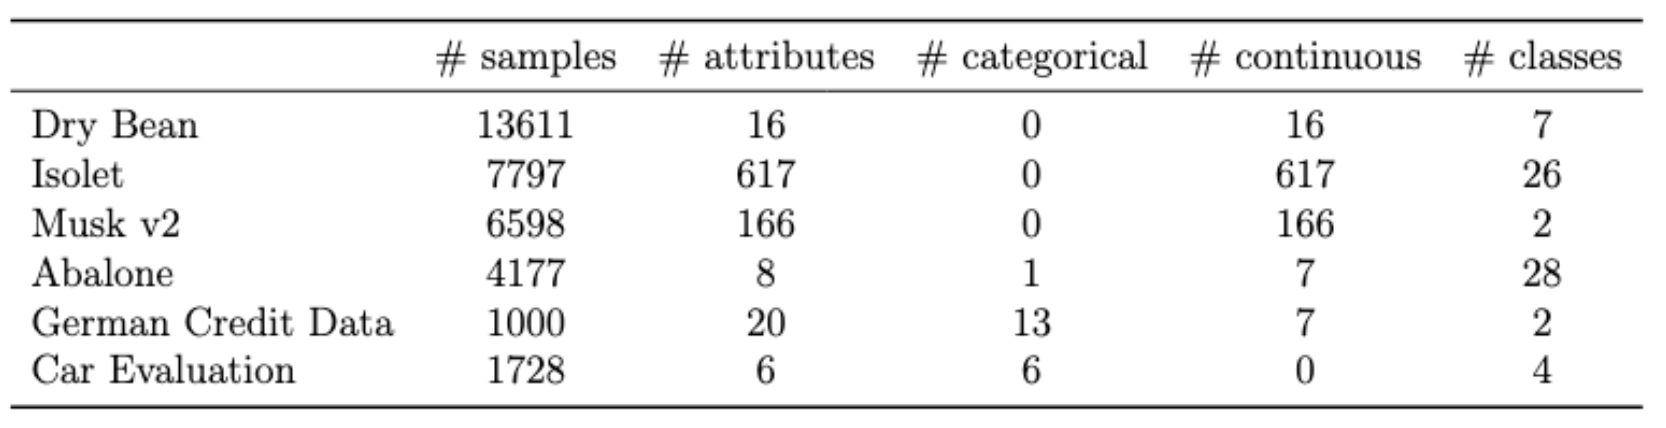 # samples # attributes # categorical # continuous # classes
Dry Bean 13611 16 0 16 7
Isolet 7797 617 0 617 26
Musk v2 6598 166 0 166 2
Abalone 4177 8 1 7 28
German Credit Data 1000 20 13 7 2
Car Evaluation 1728 6 6 0 4